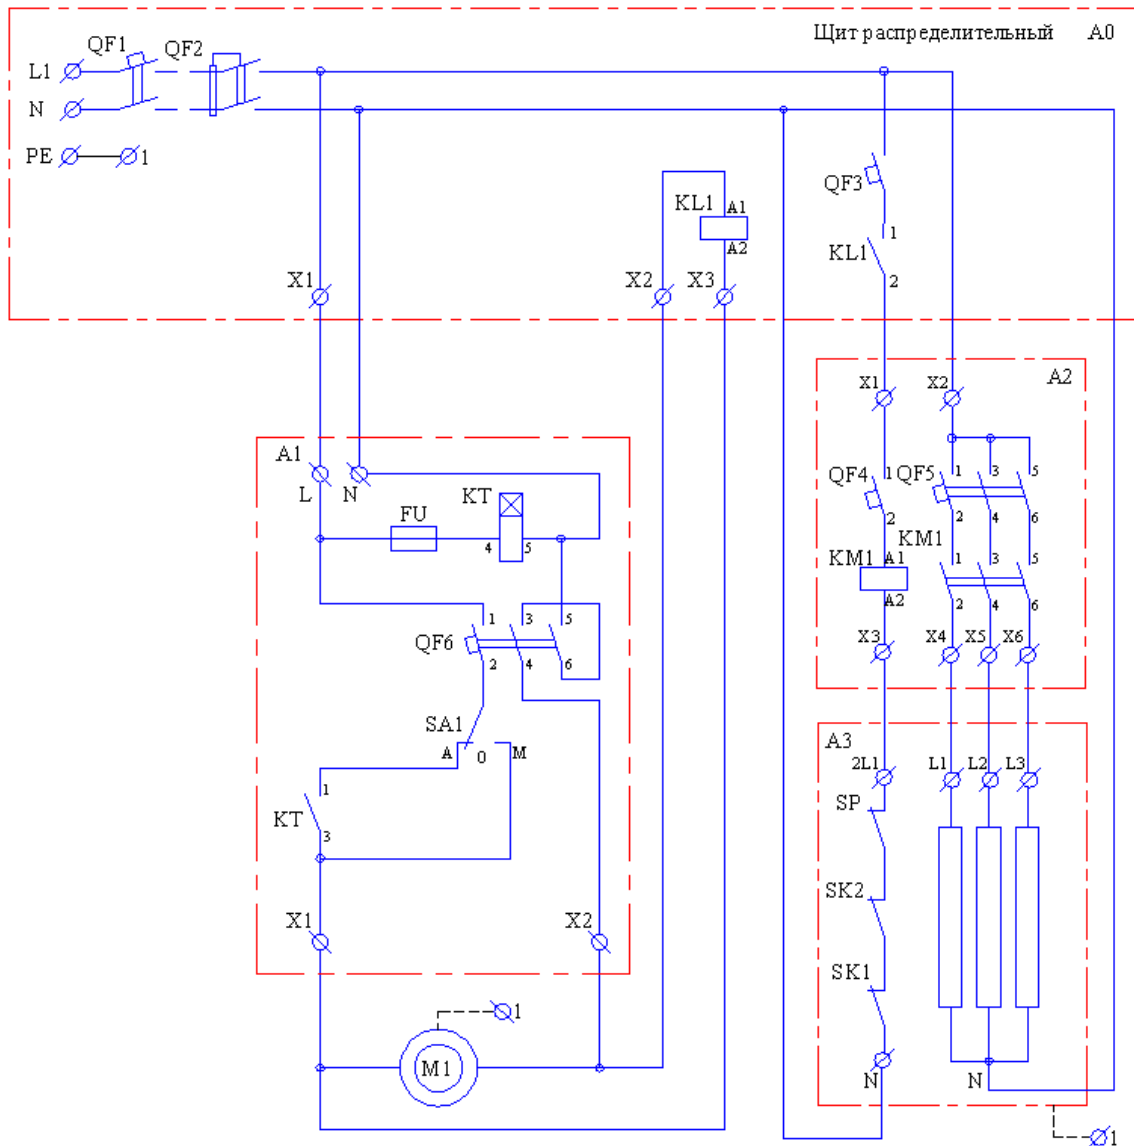 Щит распределительный A0
QF1 QF2
L1
N
PE 1
QF3
KL1 A1
A2
1
KL1
2
X1 X2 X3
X1 X2 A2
A1
L N
KT
FU
4 5
QF4 1
2
QF5 1 3 5
2 4 6
KM1
KM1 A1
A2
1 3 5
2 4 6
1 3 5
QF6
2 4 6
X3 X4 X5 X6
SA1
A 0 M
A3
2L1 L1 L2 L3
1
KT
3
SP
SK2
X1 X2
SK1
1
M1
N N
1